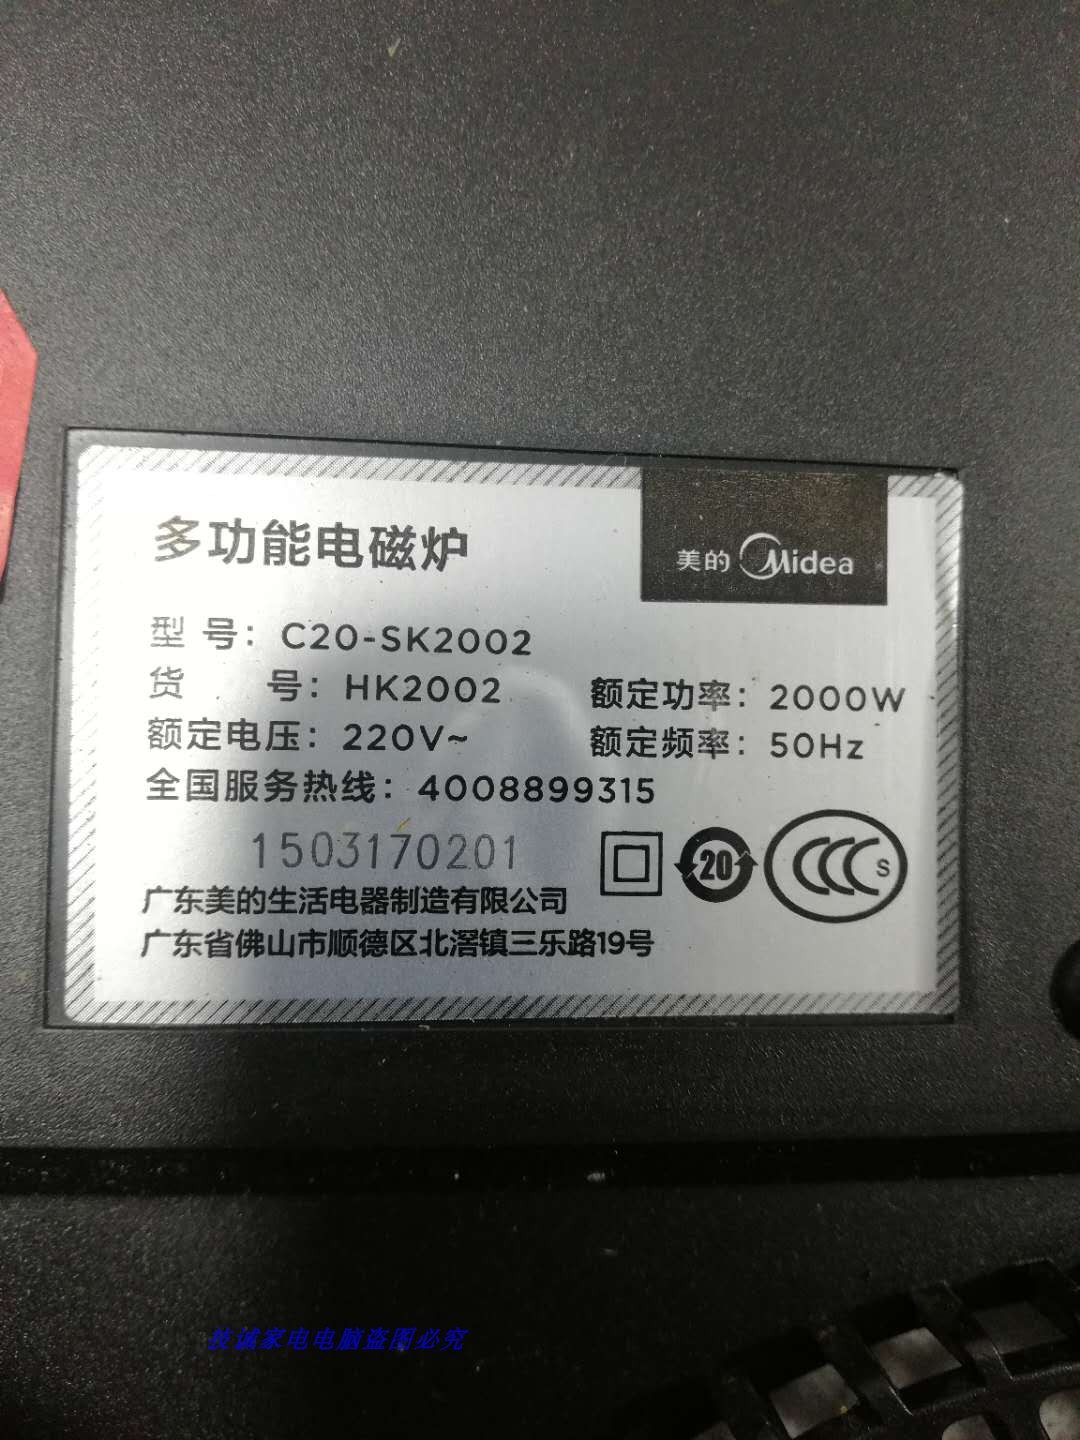 多功能电磁炉
美的 Midea
型号：C20-SK2002
货号：HK2002
额定功率：2000W
额定电压：220V~
额定频率：50Hz
全国服务热线：4008899315
1503170201
20
CCC S
广东美的生活电器制造有限公司
广东省佛山市顺德区北滘镇三乐路19号
技诚家电电脑盗图必究